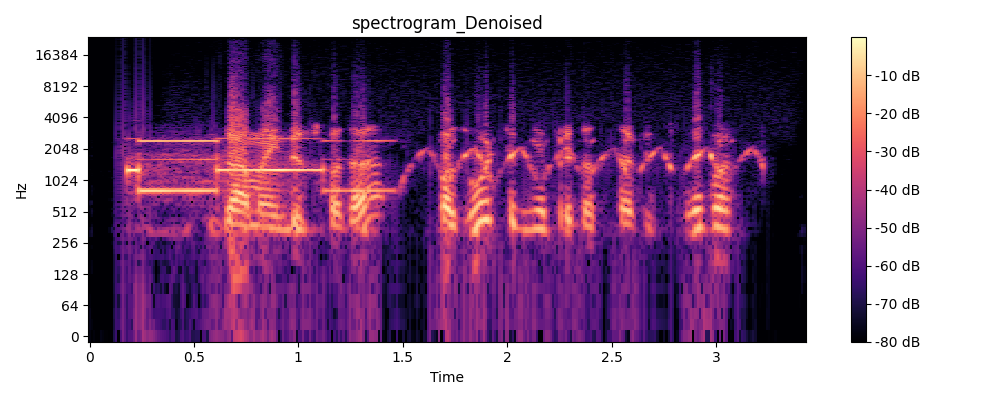 spectrogram_Denoised
16384
8192
4096
2048
1024
512
256
128
64
0
Hz
0 0.5 1 1.5 2 2.5 3
Time
-10 dB
-20 dB
-30 dB
-40 dB
-50 dB
-60 dB
-70 dB
-80 dB